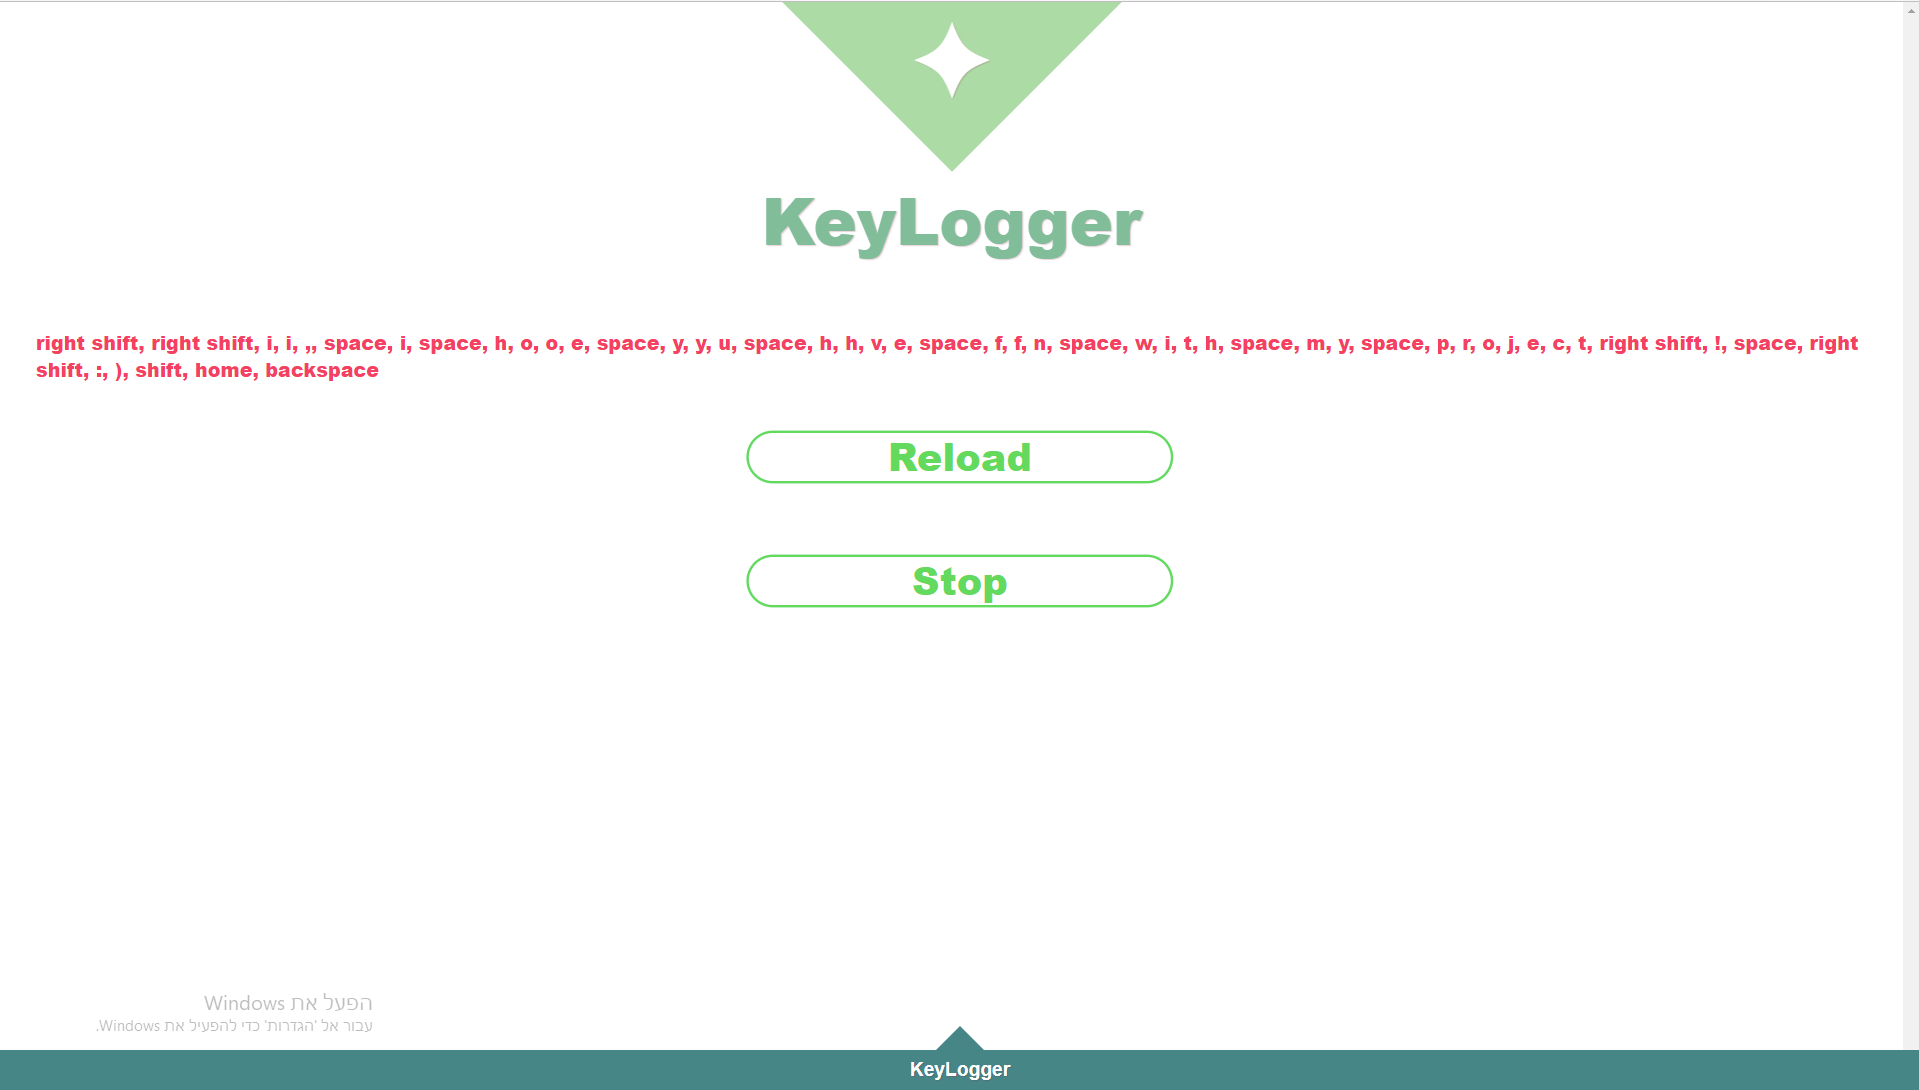 KeyLogger
right shift, right shift, i, i, ,, space, i, space, h, o, o, e, space, y, y, u, space, h, h, v, e, space, f, f, n, space, w, i, t, h, space, m, y, space, p, r, o, j, e, c, t, right shift, !, space, right
shift, :, ), shift, home, backspace
Reload
Stop
הפעל את Windows
עבור אל 'הגדרות' כדי להפעיל את Windows.
KeyLogger